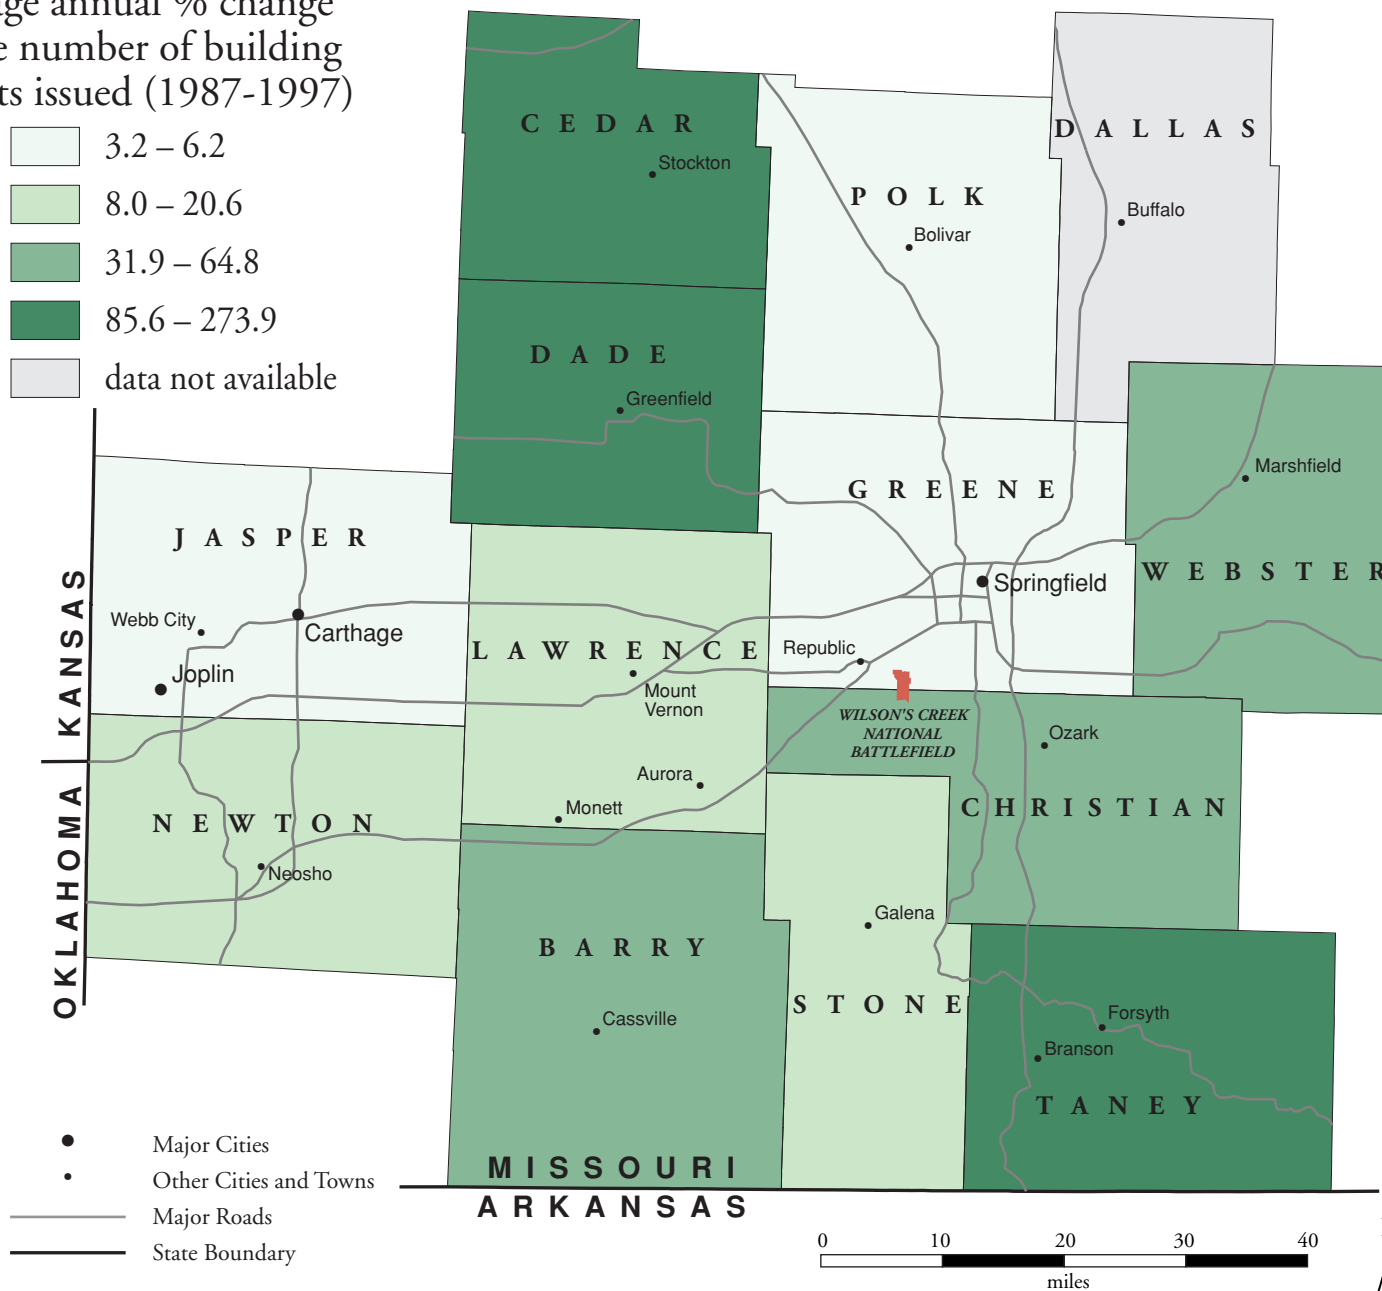 age annual % change
e number of building
ts issued (1987-1997)
3.2 – 6.2
8.0 – 20.6
31.9 – 64.8
85.6 – 273.9
data not available
CEDAR
Stockton
DALLAS
POLK
Buffalo
Bolivar
DADE
Greenfield
GREENE
Marshfield
JASPER
WEBSTER
Springfield
Webb City
Carthage
LAWRENCE
Republic
Joplin
Mount
Vernon
KANSAS
WILSON'S CREEK
NATIONAL
BATTLEFIELD
Ozark
Aurora
Monett
CHRISTIAN
NEWTON
Neosho
OKLAHOMA
Galena
BARRY
STONE
Cassville
Forsyth
Branson
TANEY
MISSOURI
ARKANSAS
Major Cities
Other Cities and Towns
Major Roads
State Boundary
0 10 20 30 40
miles